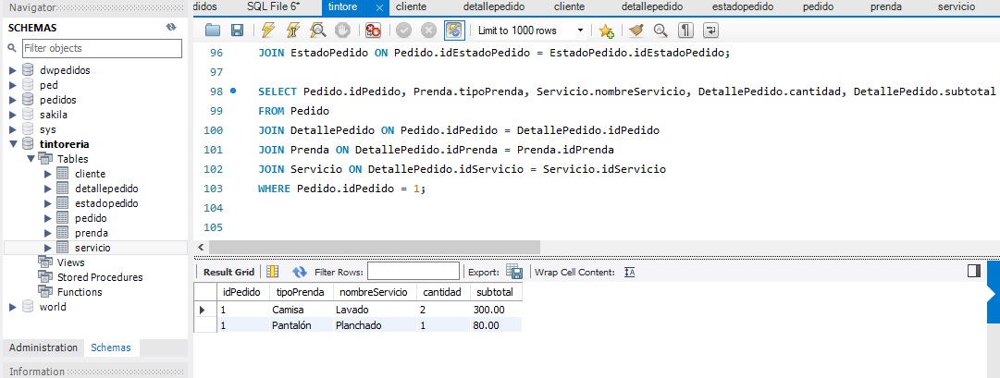 Navigator
didos SQL File 6* tintore cliente detallepedido cliente detallepedido estadopedido pedido prenda servicio
SCHEMAS
Filter objects
Limit to 1000 rows
dwpedidos
ped
pedidos
sakila
sys
tintoreria
Tables
cliente
detallepedido
estadopedido
pedido
prenda
servicio
Views
Stored Procedures
Functions
world
Administration Schemas
Information
96 JOIN EstadoPedido ON Pedido.idEstadoPedido = EstadoPedido.idEstadoPedido;
97
98 SELECT Pedido.idPedido, Prenda.tipoPrenda, Servicio.nombreServicio, DetallePedido.cantidad, DetallePedido.subtotal
99 FROM Pedido
100 JOIN DetallePedido ON Pedido.idPedido = DetallePedido.idPedido
101 JOIN Prenda ON DetallePedido.idPrenda = Prenda.idPrenda
102 JOIN Servicio ON DetallePedido.idServicio = Servicio.idServicio
103 WHERE Pedido.idPedido = 1;
104
105
Result Grid Filter Rows: Export: Wrap Cell Content:
idPedido tipoPrenda nombreServicio cantidad subtotal
1 Camisa Lavado 2 300.00
1 Pantalón Planchado 1 80.00